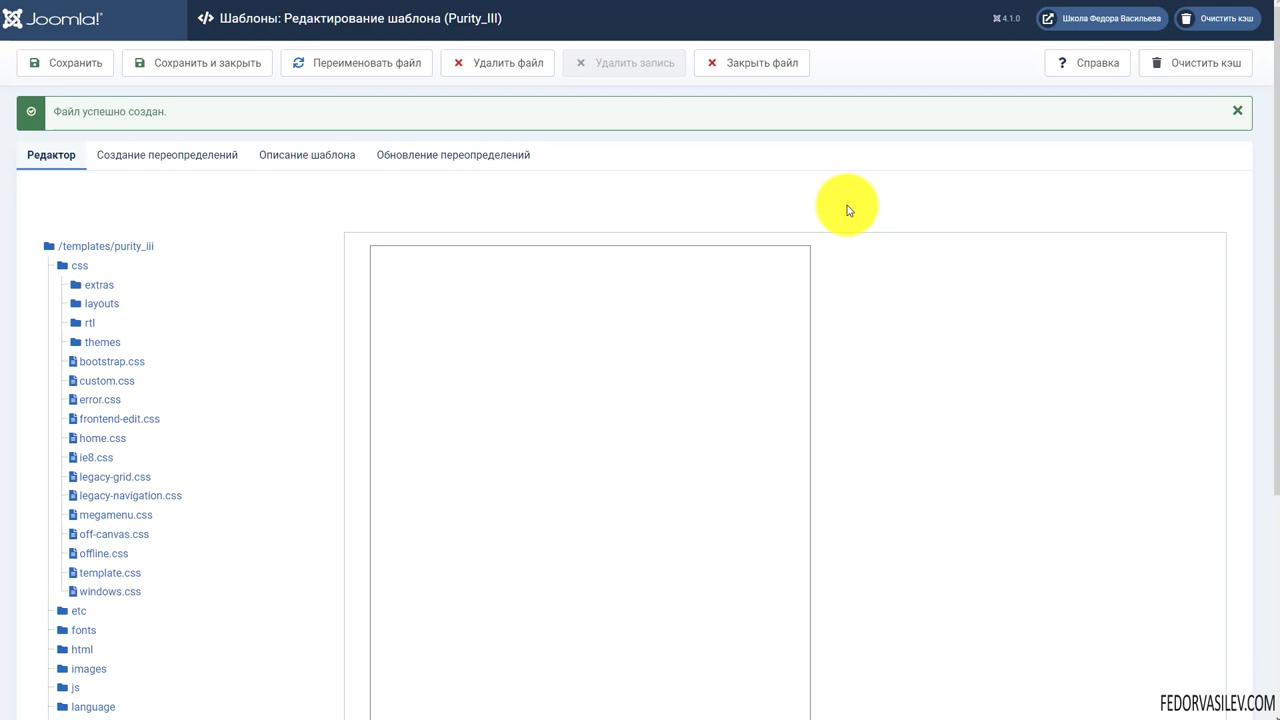 Joomla!®
Шаблоны: Редактирование шаблона (Purity_III)
4.1.0
Школа Федора Васильева
Очистить кэш
Сохранить
Сохранить и закрыть
Переименовать файл
Удалить файл
Удалить запись
Закрыть файл
? Справка
Очистить кэш
Файл успешно создан.
Редактор
Создание переопределений
Описание шаблона
Обновление переопределений
/templates/purity_iii
css
extras
layouts
rtl
themes
bootstrap.css
custom.css
error.css
frontend-edit.css
home.css
ie8.css
legacy-grid.css
legacy-navigation.css
megamenu.css
off-canvas.css
offline.css
template.css
windows.css
etc
fonts
html
images
js
language
FEDORVASILEV.COM